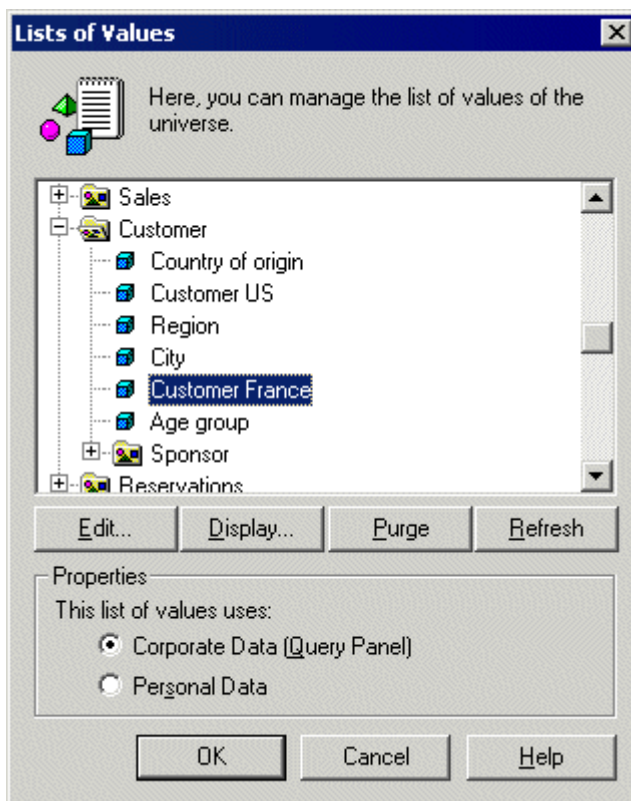 Lists of Values
Here, you can manage the list of values of the
universe.
Sales
Customer
Country of origin
Customer US
Region
City
Customer France
Age group
Sponsor
Reservations
Edit...
Display...
Purge
Refresh
Properties
This list of values uses:
Corporate Data (Query Panel)
Personal Data
OK
Cancel
Help